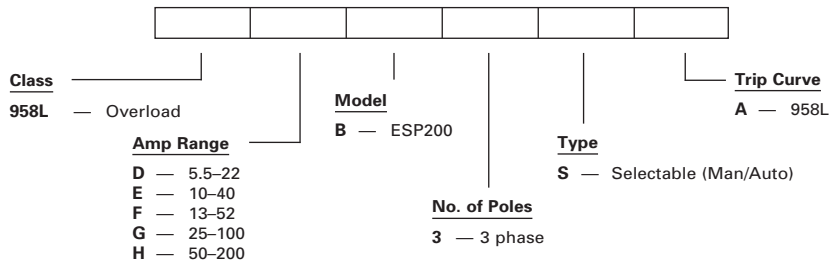 Class
958L — Overload
Amp Range
D — 5.5–22
E — 10–40
F — 13–52
G — 25–100
H — 50–200
Model
B — ESP200
No. of Poles
3 — 3 phase
Type
S — Selectable (Man/Auto)
Trip Curve
A — 958L